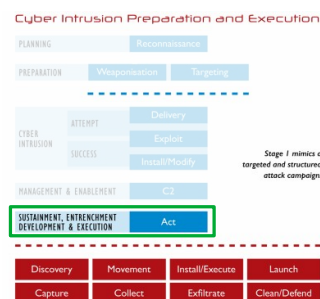 Cyber Intrusion Preparation and Execution
PLANNING
Reconnaissance
PREPARATION
Weaponisation
Targeting
CYBER
INTRUSION
ATTEMPT
SUCCESS
Delivery
Exploit
Install/Modify
Stage 1 mimics a
targeted and structured
attack campaign
MANAGEMENT & ENABLEMENT
C2
SUSTAINMENT, ENTRENCHMENT
DEVELOPMENT & EXECUTION
Act
Discovery
Movement
Install/Execute
Launch
Capture
Collect
Exfiltrate
Clean/Defend